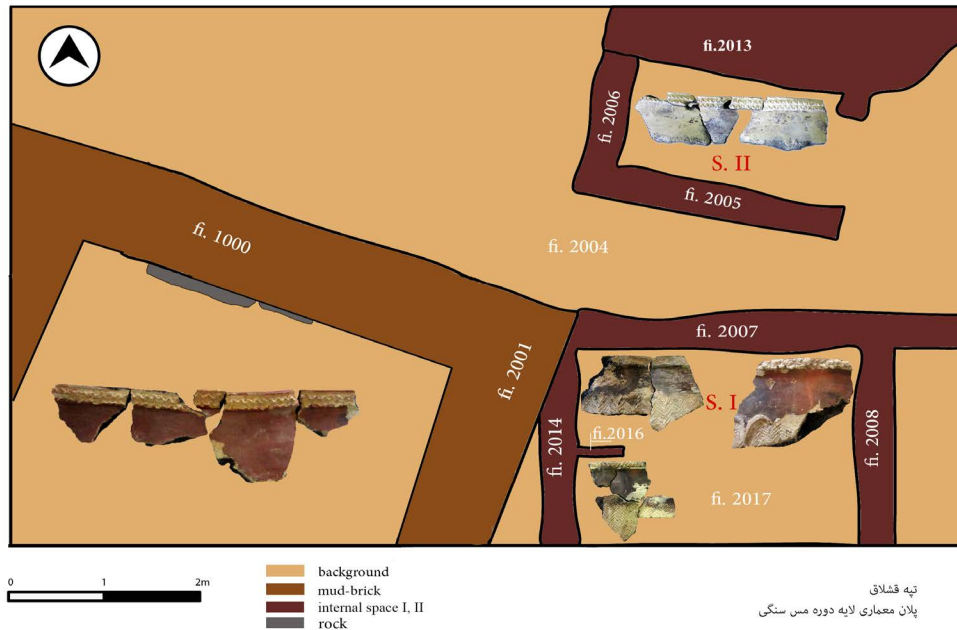 fi.2013
fi. 2006
S. II
fi. 2005
fi. 1000
fi. 2004
fi. 2007
fi. 2001
S. I
fi.2016
fi. 2014
fi. 2008
fi. 2017
0 1 2m
background
mud-brick
internal space I, II
rock
تپه قشلاق
پلان معماری لایه دوره مس سنگی